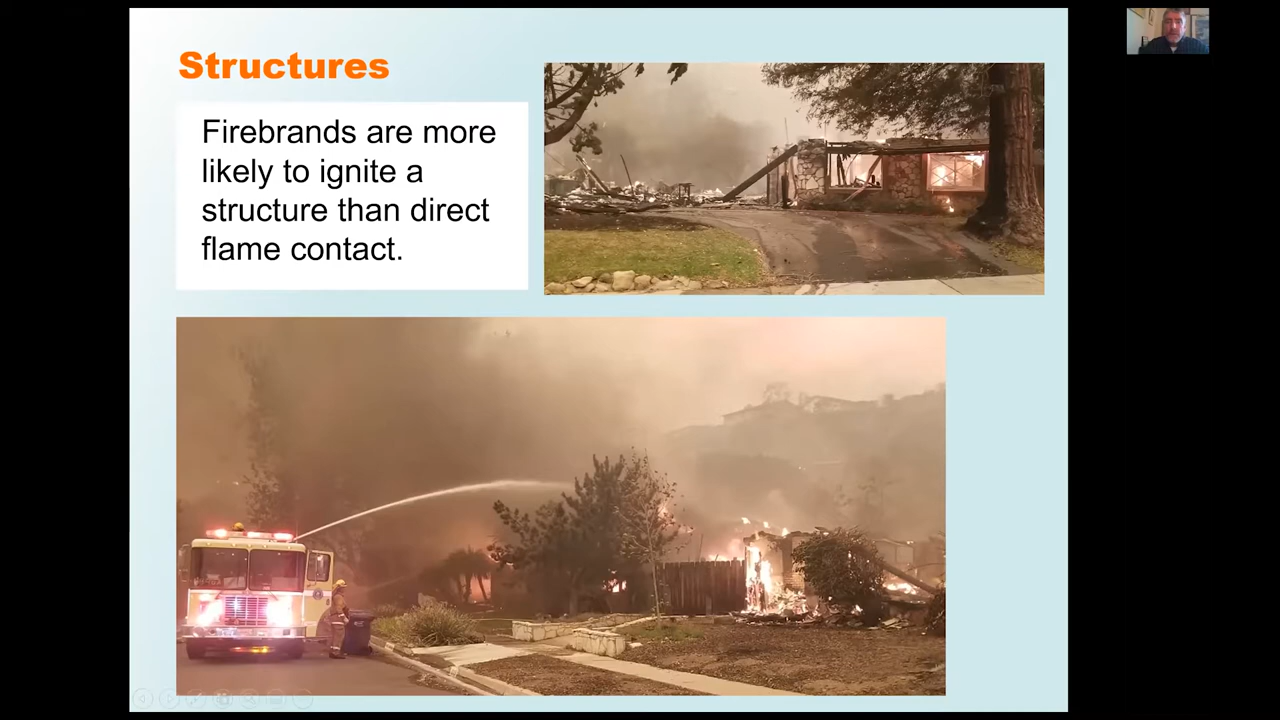 Structures
Firebrands are more
likely to ignite a
structure than direct
flame contact.